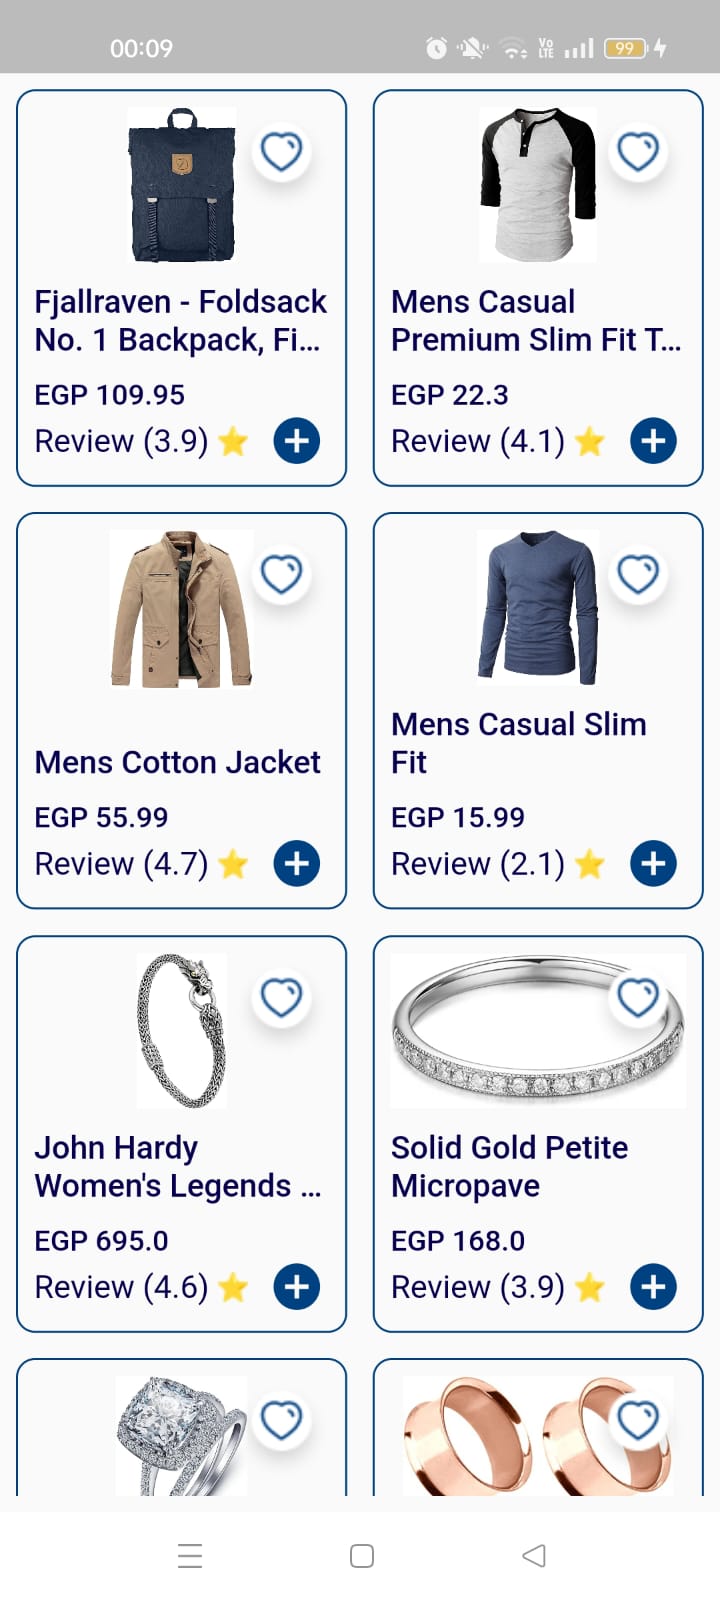 00:09
Vo
LTE
99
Fjallraven - Foldsack
No. 1 Backpack, Fi...
EGP 109.95
Review (3.9)
Mens Casual
Premium Slim Fit T...
EGP 22.3
Review (4.1)
Mens Cotton Jacket
EGP 55.99
Review (4.7)
Mens Casual Slim
Fit
EGP 15.99
Review (2.1)
John Hardy
Women's Legends ...
EGP 695.0
Review (4.6)
Solid Gold Petite
Micropave
EGP 168.0
Review (3.9)